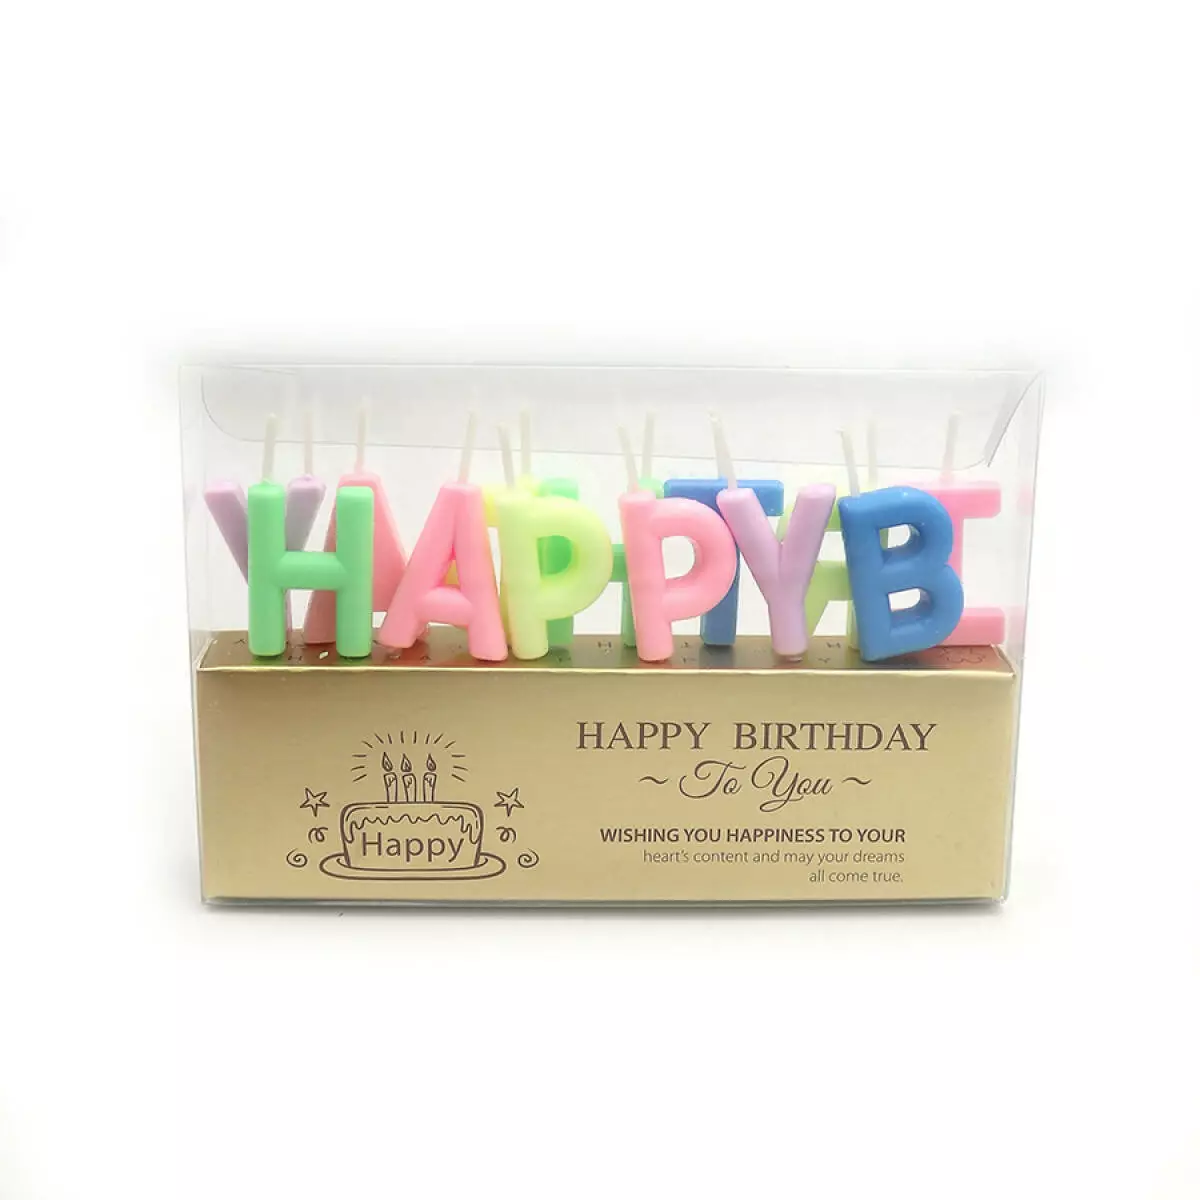 HAPPYB
Happy
HAPPY BIRTHDAY
~ To You ~
WISHING YOU HAPPINESS TO YOUR
heart's content and may your dreams
all come true.